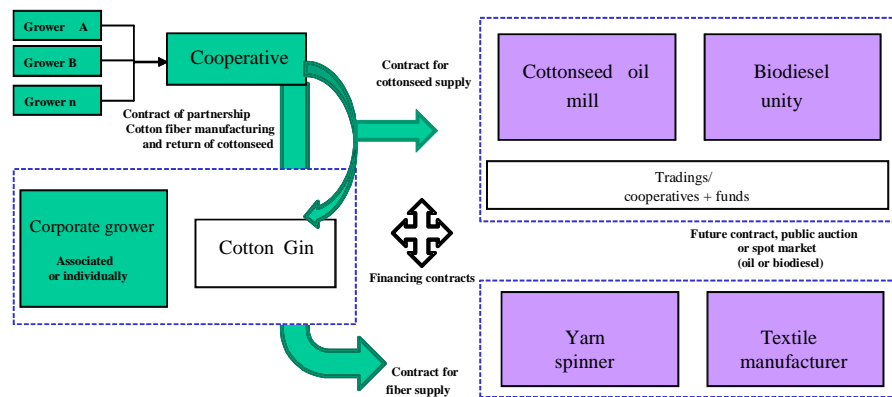 Grower A
Grower B
Grower n
Cooperative
Contract of partnership
Cotton fiber manufacturing
and return of cottonseed
Contract for
cottonseed supply
Cottonseed oil
mill
Biodiesel
unity
Tradings/
cooperatives + funds
Corporate grower
Associated
or individually
Cotton Gin
Financing contracts
Future contract, public auction
or spot market
(oil or biodiesel)
Yarn
spinner
Textile
manufacturer
Contract for
fiber supply